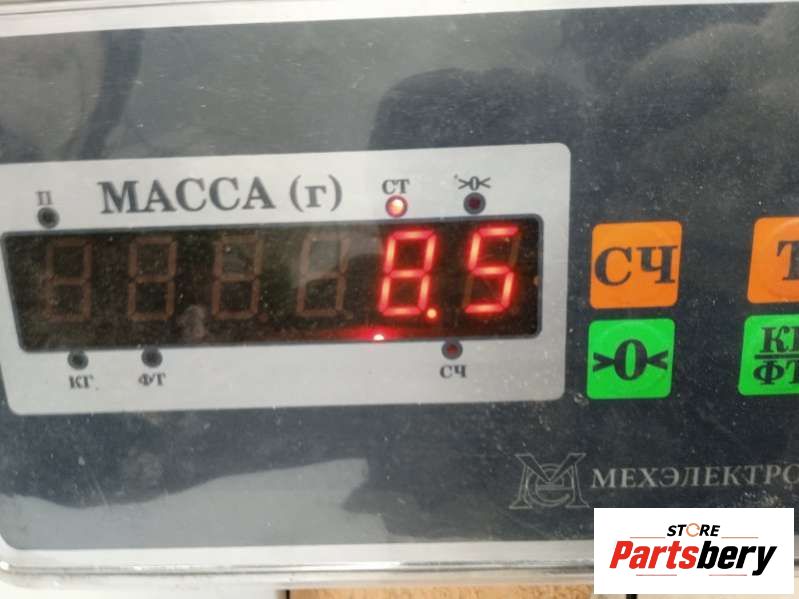 П МАССА (г) СТ >0<
8.5
КГ ФТ СЧ
СЧ
>0<
МЕХЭЛЕКТРО
STORE
Partsbery